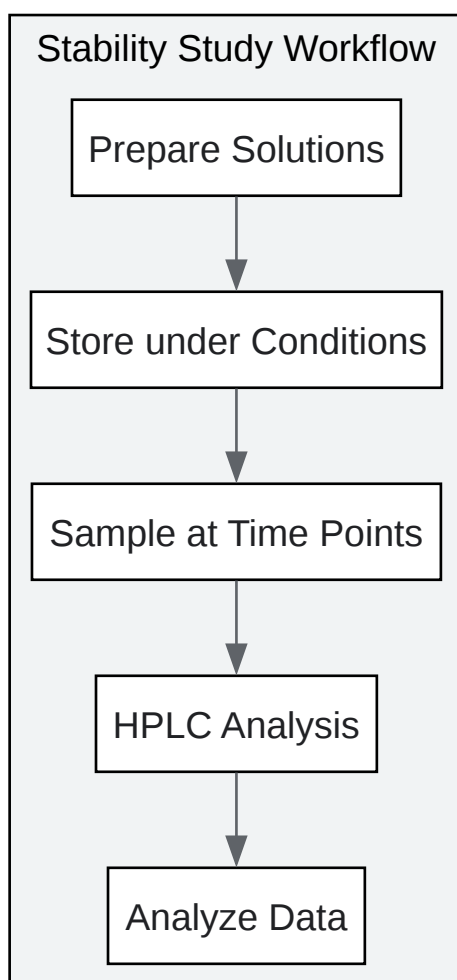 Stability Study Workflow
Prepare Solutions
Store under Conditions
Sample at Time Points
HPLC Analysis
Analyze Data